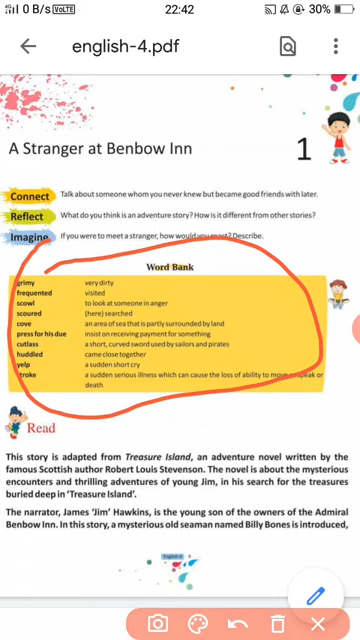 0 B/s VoLTE 22:42 30%
english-4.pdf
A Stranger at Benbow Inn 1
Connect Talk about someone whom you never knew but became good friends with later.
Reflect What do you think is an adventure story? How is it different from other stories?
Imagine If you were to meet a stranger, how would you react? Describe.
Word Bank
grimy very dirty
frequented visited
scowl to look at someone in anger
scoured (here) searched
cove an area of sea that is partly surrounded by land
press for his due insist on receiving payment for something
cutlass a short, curved sword used by sailors and pirates
huddled came close together
yelp a sudden short cry
stroke a sudden serious illness which can cause the loss of ability to move, speak or
death
Read
This story is adapted from Treasure Island, an adventure novel written by the
famous Scottish author Robert Louis Stevenson. The novel is about the mysterious
encounters and thrilling adventures of young Jim, in his search for the treasures
buried deep in 'Treasure Island'.
The narrator, James 'Jim' Hawkins, is the young son of the owners of the Admiral
Benbow Inn. In this story, a mysterious old seaman named Billy Bones is introduced,
English-4